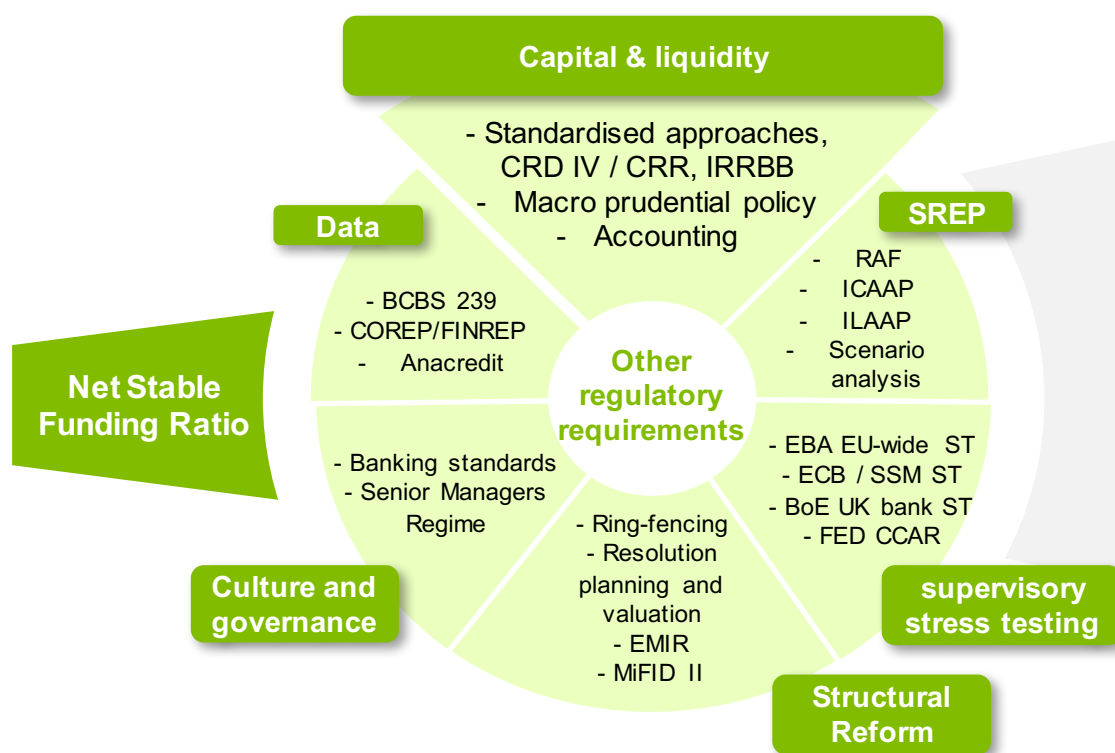 Capital & liquidity
- Standardised approaches,
CRD IV / CRR, IRRBB
- Macro prudential policy
- Accounting
Data
- BCBS 239
- COREP/FINREP
- Anacredit
SREP
- RAF
- ICAAP
- ILAAP
- Scenario
analysis
Net Stable
Funding Ratio
Other
regulatory
requirements
- Banking standards
- Senior Managers
Regime
Culture and
governance
- EBA EU-wide ST
- ECB / SSM ST
- BoE UK bank ST
- FED CCAR
supervisory
stress testing
- Ring-fencing
- Resolution
planning and
valuation
- EMIR
- MiFID II
Structural
Reform